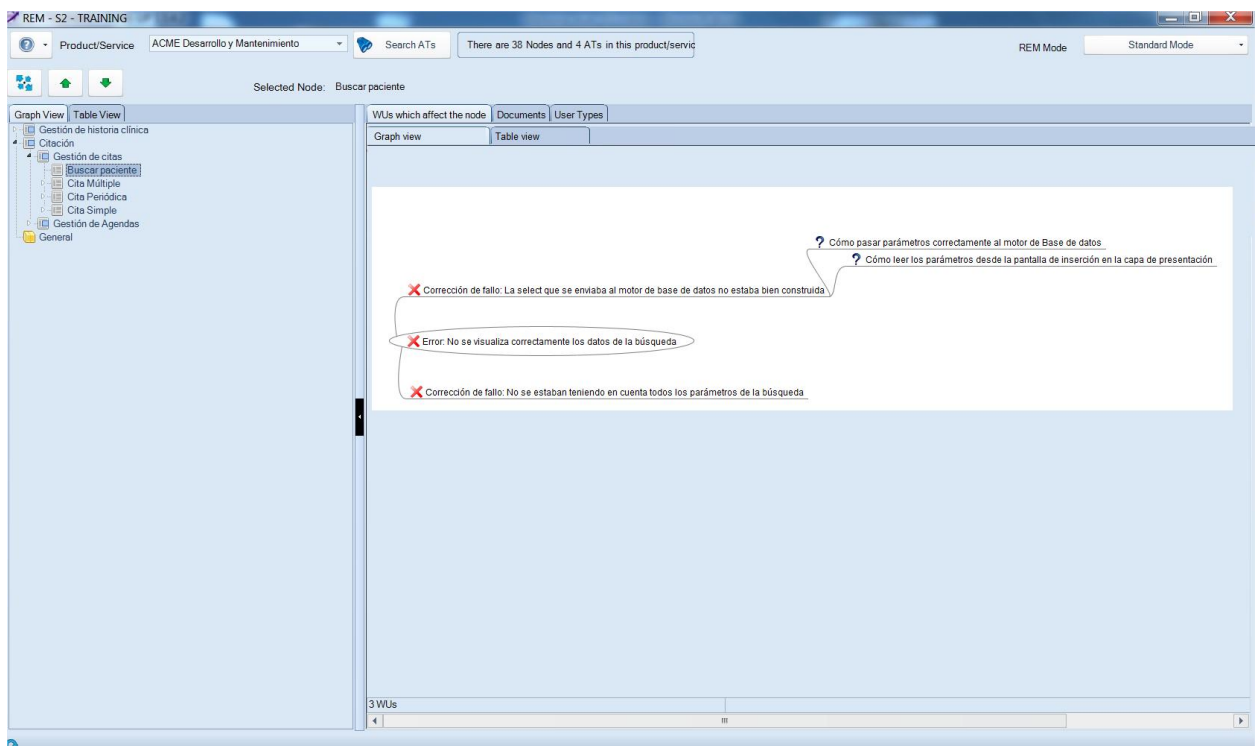 REM - S2 - TRAINING
Product/Service ACME Desarrollo y Mantenimiento Search ATs There are 38 Nodes and 4 ATs in this product/servic REM Mode Standard Mode
Selected Node: Buscar paciente
Graph View Table View
Gestión de historia clínica
Citación
Gestión de citas
Buscar paciente
Cita Múltiple
Cita Periódica
Cita Simple
Gestión de Agendas
General
WUs which affect the node Documents User Types
Graph view Table view
? Cómo pasar parámetros correctamente al motor de Base de datos
? Cómo leer los parámetros desde la pantalla de inserción en la capa de presentación
Corrección de fallo: La select que se enviaba al motor de base de datos no estaba bien construida
Error: No se visualiza correctamente los datos de la búsqueda
Corrección de fallo: No se estaban teniendo en cuenta todos los parámetros de la búsqueda
3 WUs